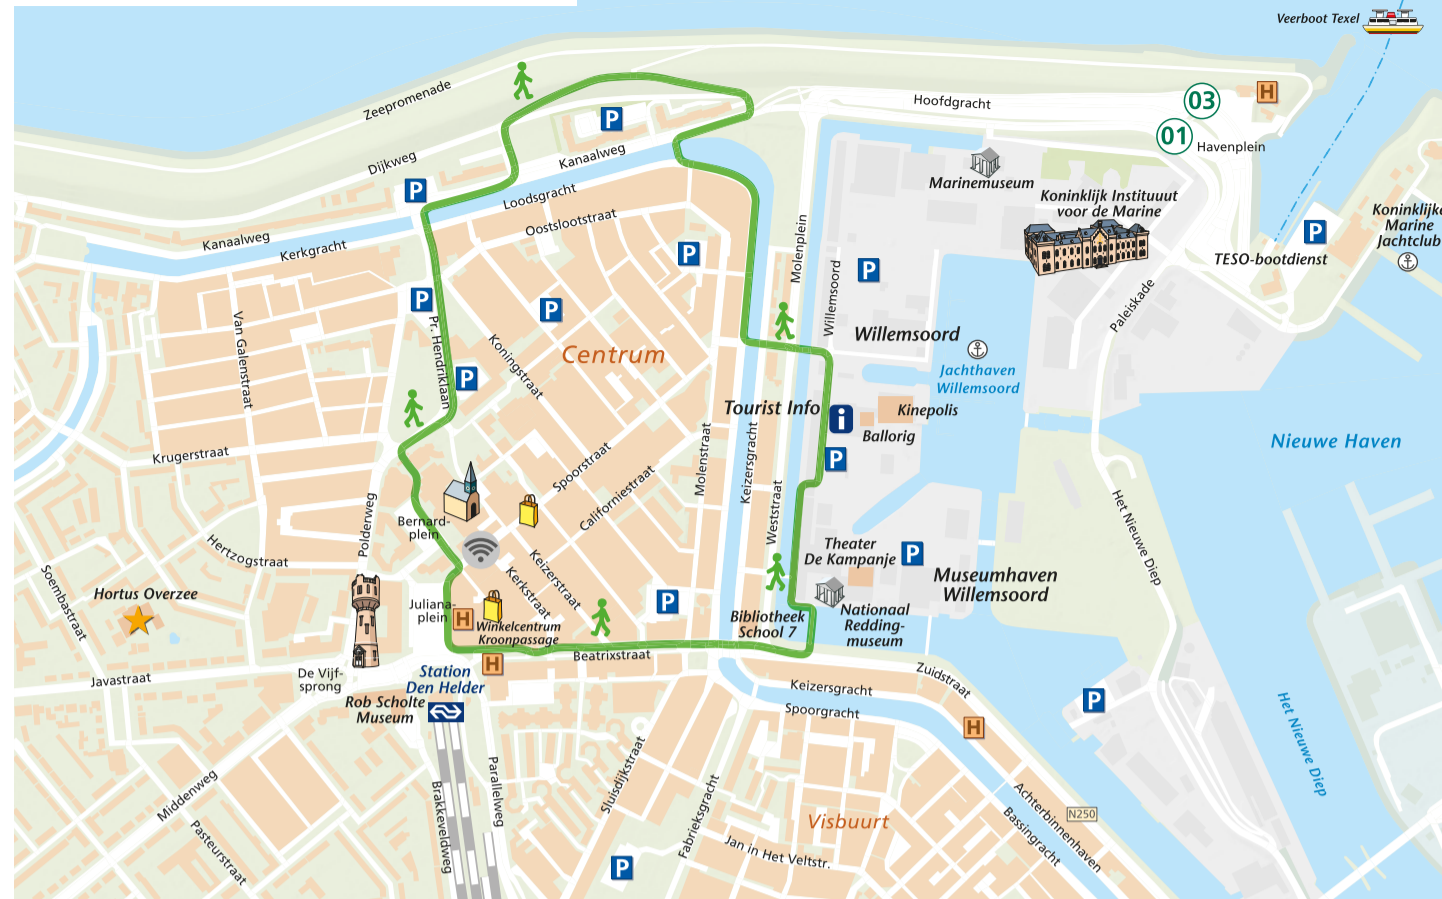 Veerboot Texel
Zeepromenade
Hoofdgracht
03
H
01
Havenplein
P
Dijkweg
Kanaalweg
Marinemuseum
P
Loodsgracht
Koninklijk Instituuut
voor de Marine
Oostslootstraat
Koninklijke
Marine
Jachtclub
P
Kanaalweg
Kerkgracht
P
Molenplein
TESO-bootdienst
P
Willemsoord
P
P
Paleiskade
Van Galenstraat
Pr. Hendriklaan
Koningstraat
Centrum
Willemsoord
Jachthaven
Willemsoord
P
Tourist Info
i
Kinepolis
Ballorig
Nieuwe Haven
Krugerstraat
Spoorstraat
Molenstraat
Keizersgracht
P
Californiestraat
Weststraat
Polderweg
Bernard-
plein
Het Nieuwe Diep
Hertzogstraat
Theater
De Kampanje
P
Soembastraat
Keizerstraat
Kerkstraat
Museumhaven
Willemsoord
Hortus Overzee
Juliana-
plein
H
P
Bibliotheek
School 7
Nationaal
Redding-
museum
Winkelcentrum
Kroonpassage
Beatrixstraat
H
Javastraat
De Vijf-
sprong
Station
Den Helder
Rob Scholte
Museum
Keizersgracht
Zuidstraat
Spoorgracht
P
H
Het Nieuwe Diep
Middenweg
Sluisdijkstraat
Parallelweg
Brakkeveldweg
Fabrieksgracht
Visbuurt
N250
Achterbinnenhaven
Bassingracht
Pasteurstraat
Jan in Het Veltstr.
P